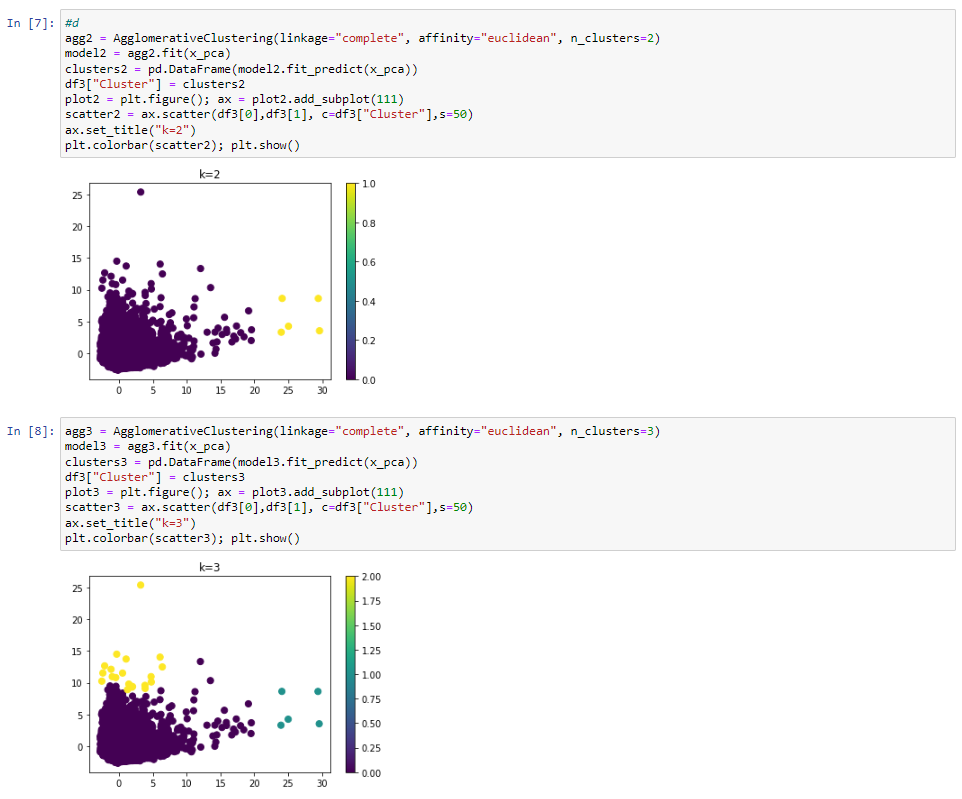 In [7]:
#d
agg2 = AgglomerativeClustering(linkage="complete", affinity="euclidean", n_clusters=2)
model2 = agg2.fit(x_pca)
clusters2 = pd.DataFrame(model2.fit_predict(x_pca))
df3["Cluster"] = clusters2
plot2 = plt.figure(); ax = plot2.add_subplot(111)
scatter2 = ax.scatter(df3[0],df3[1], c=df3["Cluster"],s=50)
ax.set_title("k=2")
plt.colorbar(scatter2); plt.show()
k=2
25
20
15
10
5
0
0 5 10 15 20 25 30
1.0
0.8
0.6
0.4
0.2
0.0
In [8]:
agg3 = AgglomerativeClustering(linkage="complete", affinity="euclidean", n_clusters=3)
model3 = agg3.fit(x_pca)
clusters3 = pd.DataFrame(model3.fit_predict(x_pca))
df3["Cluster"] = clusters3
plot3 = plt.figure(); ax = plot3.add_subplot(111)
scatter3 = ax.scatter(df3[0],df3[1], c=df3["Cluster"],s=50)
ax.set_title("k=3")
plt.colorbar(scatter3); plt.show()
k=3
25
20
15
10
5
0
0 5 10 15 20 25 30
2.00
1.75
1.50
1.25
1.00
0.75
0.50
0.25
0.00